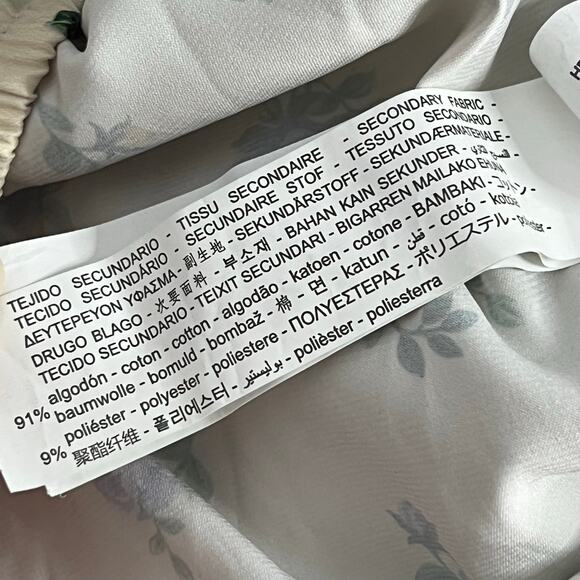 TEJIDO SECUNDARIO - TISSU SECONDAIRE - SECONDARY FABRIC -
TECIDO SECUNDÁRIO - SECUNDAIRE STOF - TESSUTO SECONDARIO -
ΔΕΥΤΕΡΕΥΟΝ ΥΦΑΣΜΑ - 副生地 - SEKUNDÄRSTOFF - SEKUNDÆRMATERIALE -
DRUGO BLAGO - 次要面料 - 부소재 - BAHAN KAIN SEKUNDER -
TECIDO SECUNDARIO - TEIXIT SECUNDARI - BIGARREN MAILAKO EHUNA
algodón - coton - cotton - algodão - katoen - cotone - ΒΑΜΒΑΚΙ - コットン -
91% baumwolle - bomuld - bombaž - 棉 - 면 - katun - قطن - cotó - kotoia
poliéster - polyester - poliestere - ΠΟΛΥΕΣΤΕΡΑΣ - ポリエステル - polyester -
9% 聚酯纤维 - 폴리에스터 - بوليستر - polièster - poliesterra